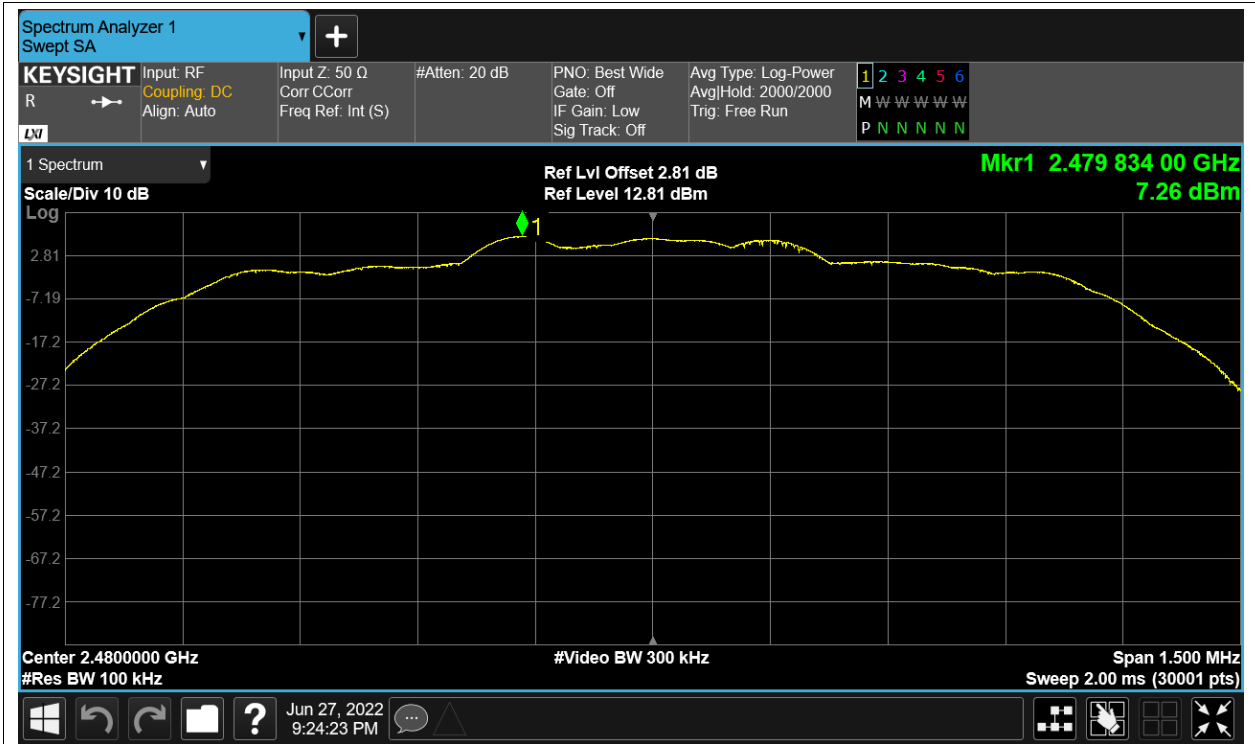 Spectrum Analyzer 1
Swept SA
KEYSIGHT
R
LXI
Input: RF
Coupling: DC
Align: Auto
Input Z: 50 Ω
Corr CCorr
Freq Ref: Int (S)
#Atten: 20 dB
PNO: Best Wide
Gate: Off
IF Gain: Low
Sig Track: Off
Avg Type: Log-Power
Avg|Hold: 2000/2000
Trig: Free Run
1 2 3 4 5 6
M W W W W W
P N N N N N
1 Spectrum
Scale/Div 10 dB
Log
Ref Lvl Offset 2.81 dB
Ref Level 12.81 dBm
Mkr1 2.479 834 00 GHz
7.26 dBm
1
2.81
-7.19
-17.2
-27.2
-37.2
-47.2
-57.2
-67.2
-77.2
Center 2.4800000 GHz
#Video BW 300 kHz
Span 1.500 MHz
#Res BW 100 kHz
Sweep 2.00 ms (30001 pts)
?
Jun 27, 2022
9:24:23 PM